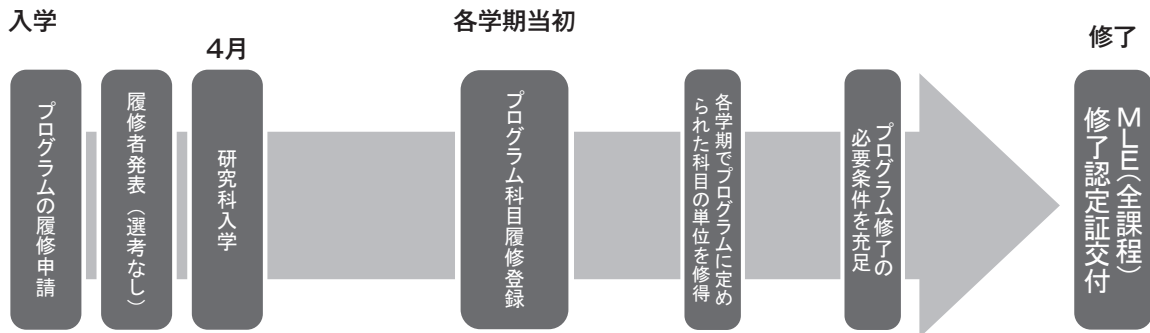 入学
プログラムの履修申請
履修者発表（選考なし）
4月
研究科入学
各学期当初
プログラム科目履修登録
各学期でプログラムに定め
られた科目の単位を修得
プログラム修了の
必要条件を充足
修了
MLE（全課程）
修了認定証交付